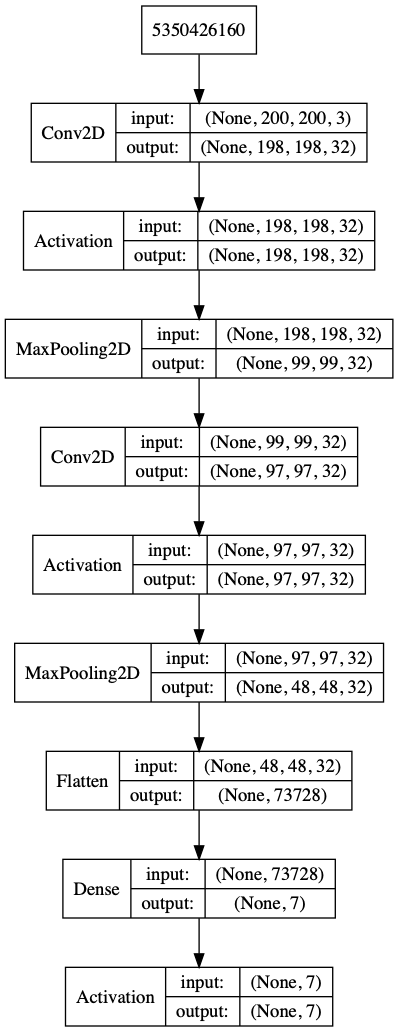 5350426160
Conv2D
input: (None, 200, 200, 3)
output: (None, 198, 198, 32)
Activation
input: (None, 198, 198, 32)
output: (None, 198, 198, 32)
MaxPooling2D
input: (None, 198, 198, 32)
output: (None, 99, 99, 32)
Conv2D
input: (None, 99, 99, 32)
output: (None, 97, 97, 32)
Activation
input: (None, 97, 97, 32)
output: (None, 97, 97, 32)
MaxPooling2D
input: (None, 97, 97, 32)
output: (None, 48, 48, 32)
Flatten
input: (None, 48, 48, 32)
output: (None, 73728)
Dense
input: (None, 73728)
output: (None, 7)
Activation
input: (None, 7)
output: (None, 7)